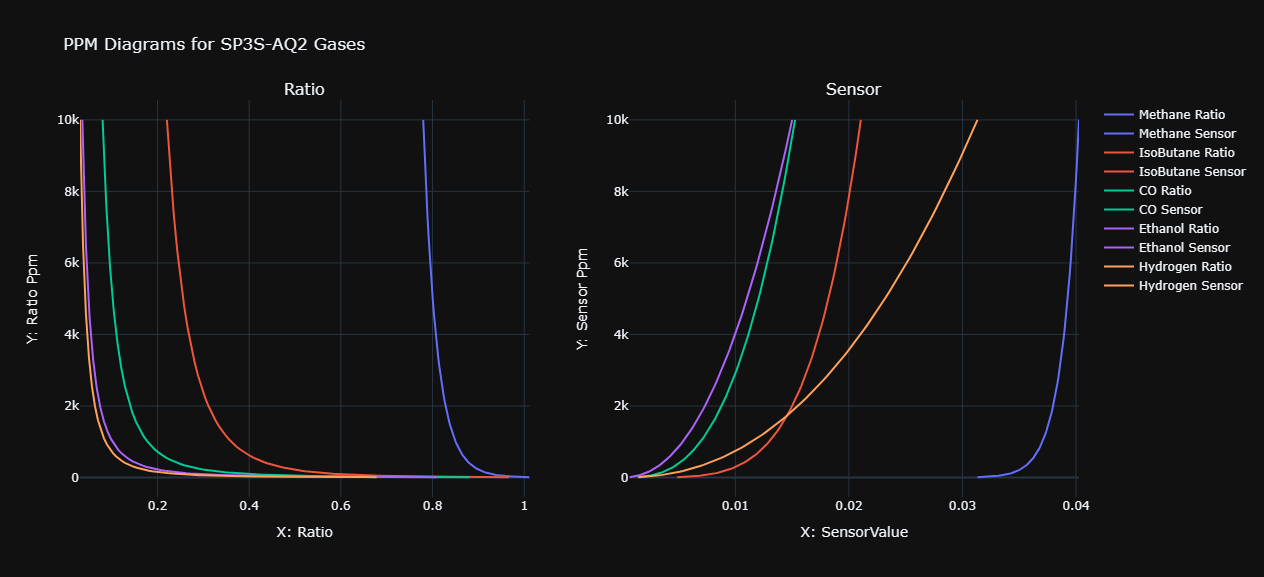 PPM Diagrams for SP3S-AQ2 Gases
Ratio
Y: Ratio Ppm
10k
8k
6k
4k
2k
0
0.2
0.4
0.6
0.8
1
X: Ratio
Sensor
Y: Sensor Ppm
10k
8k
6k
4k
2k
0
0.01
0.02
0.03
0.04
X: SensorValue
Methane Ratio
Methane Sensor
IsoButane Ratio
IsoButane Sensor
CO Ratio
CO Sensor
Ethanol Ratio
Ethanol Sensor
Hydrogen Ratio
Hydrogen Sensor